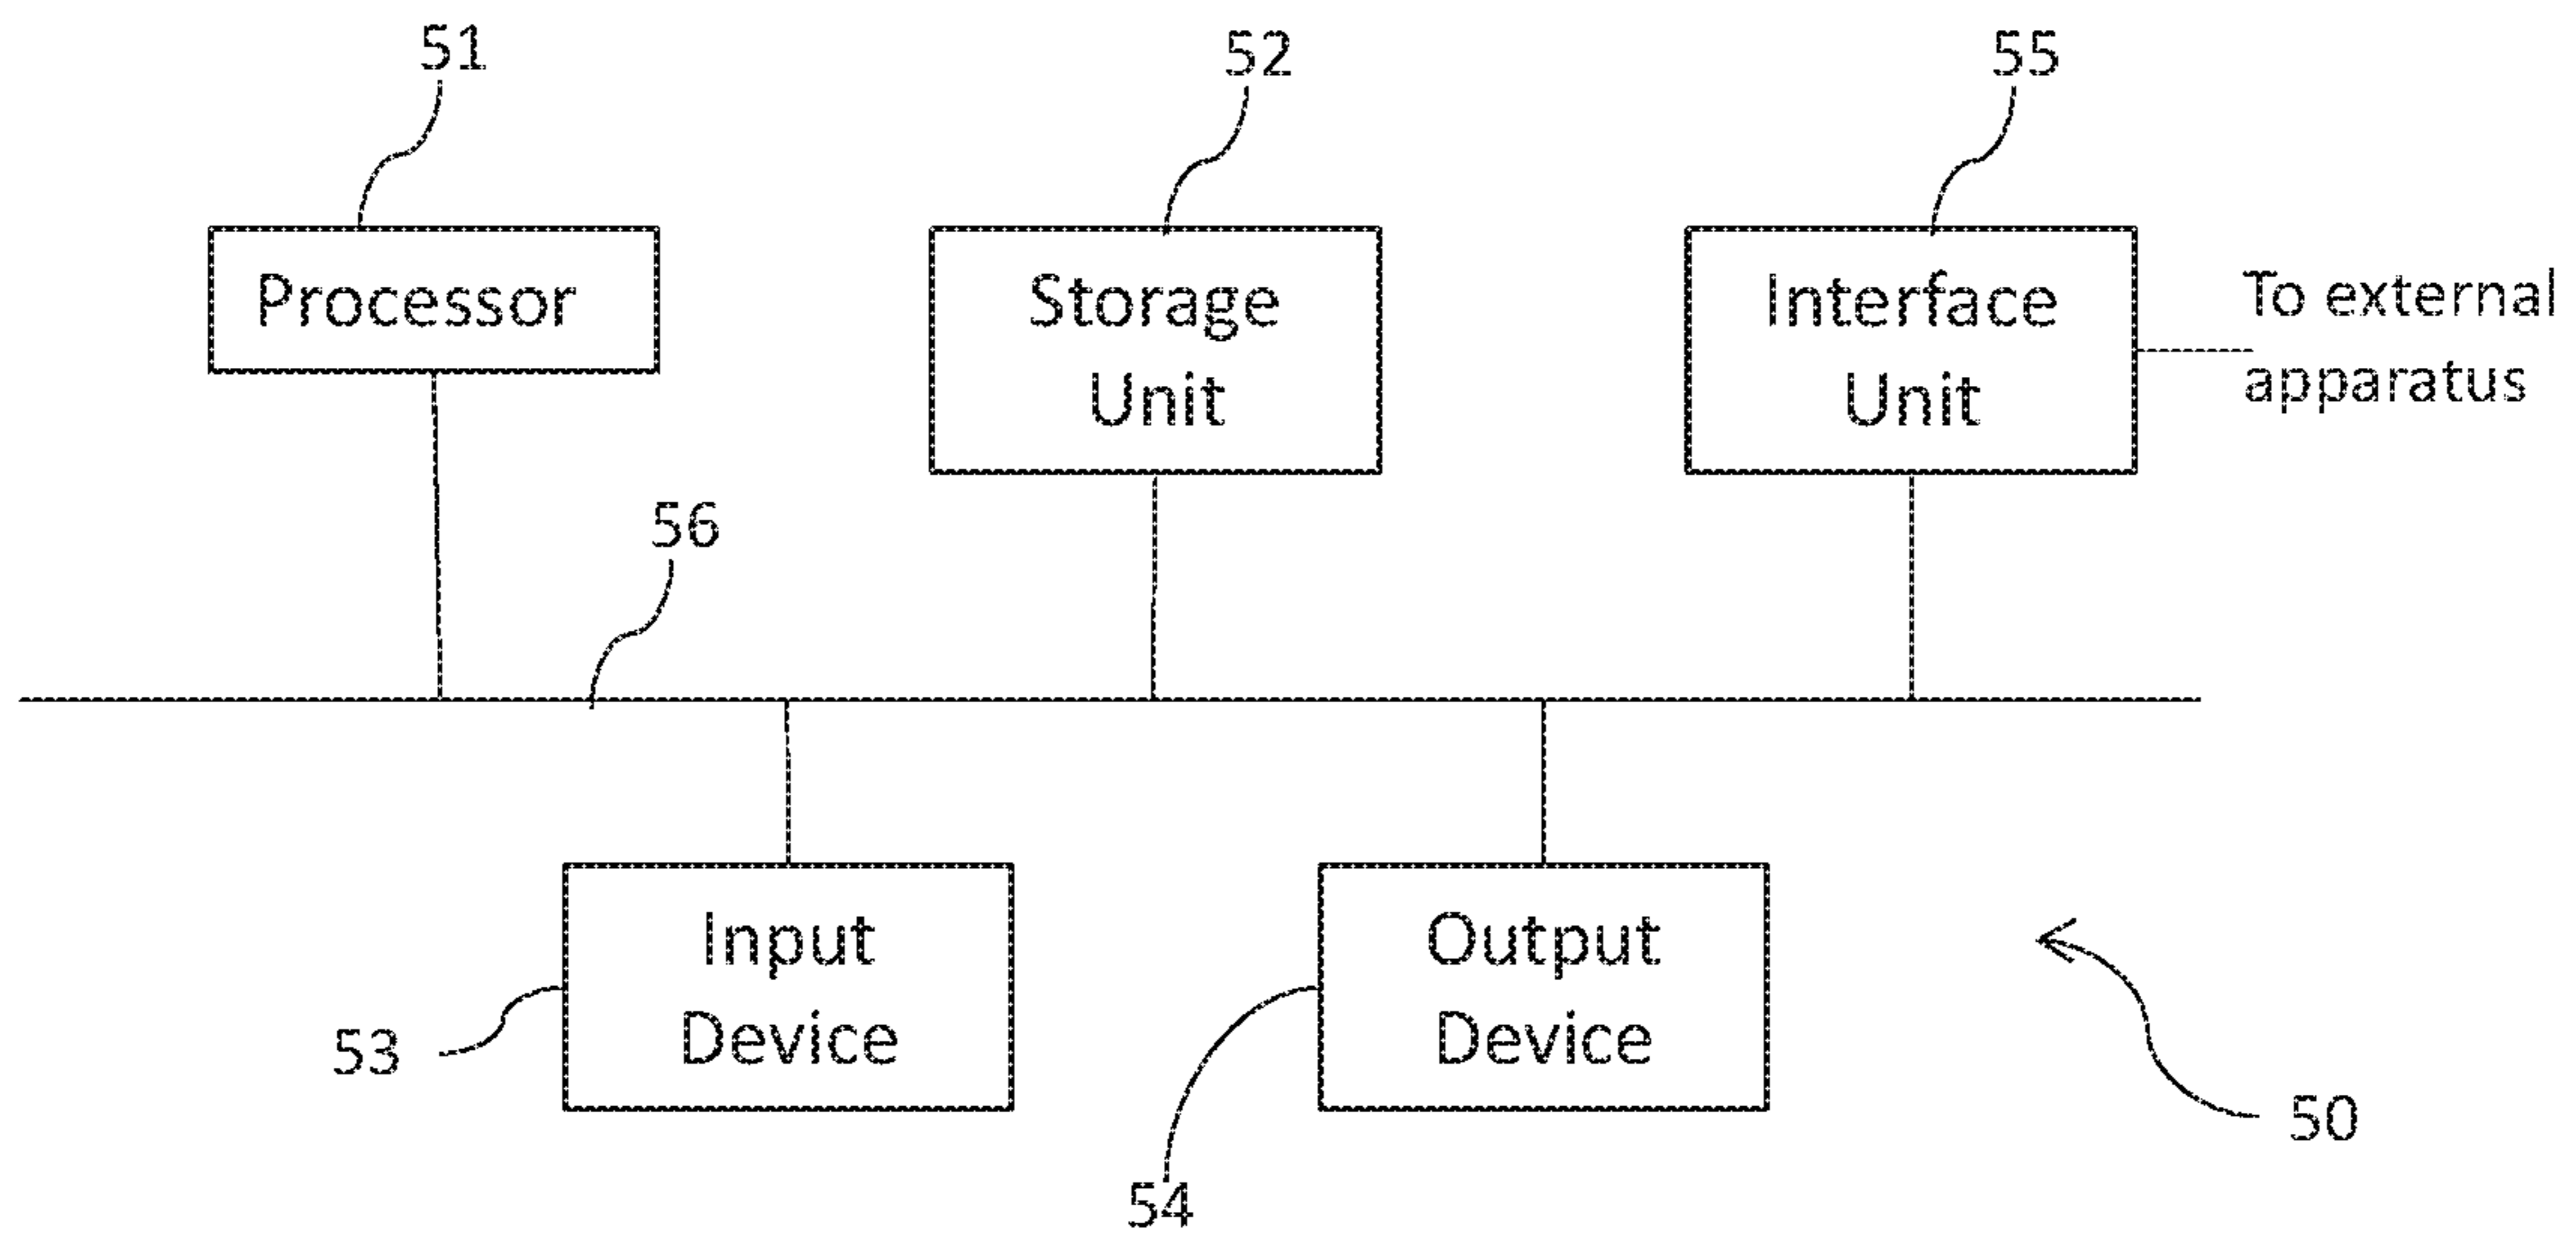 51
52
55
Processor
Storage
Unit
Interface
Unit
To external
apparatus
56
Input
Device
Output
Device
53
54
50